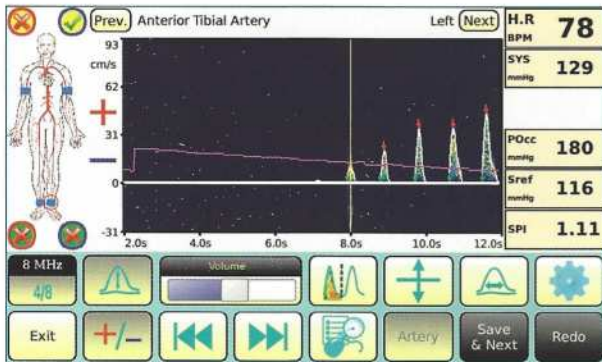 Prev. Anterior Tibial Artery Left Next
H.R BPM 78
SYS mmHg 129
POcc mmHg 180
Sref mmHg 116
SPI 1.11
93
cm/s
62
31
0
-31
2.0s 4.0s 6.0s 8.0s 10.0s 12.0s
8 MHz
4/8
Volume
Exit
+/-
Artery
Save & Next
Redo